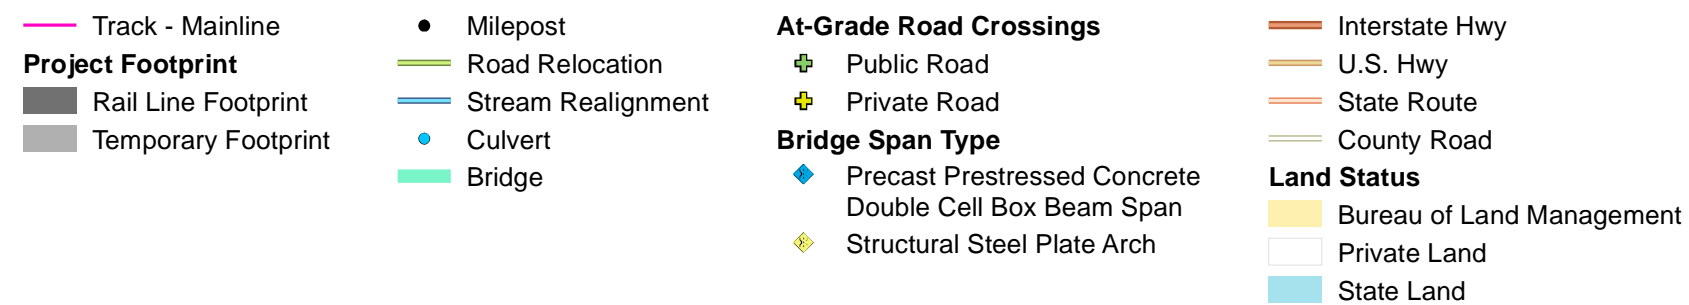 Track - Mainline
Project Footprint
Rail Line Footprint
Temporary Footprint
Milepost
Road Relocation
Stream Realignment
Culvert
Bridge
At-Grade Road Crossings
Public Road
Private Road
Bridge Span Type
Precast Prestressed Concrete
Double Cell Box Beam Span
Structural Steel Plate Arch
Interstate Hwy
U.S. Hwy
State Route
County Road
Land Status
Bureau of Land Management
Private Land
State Land